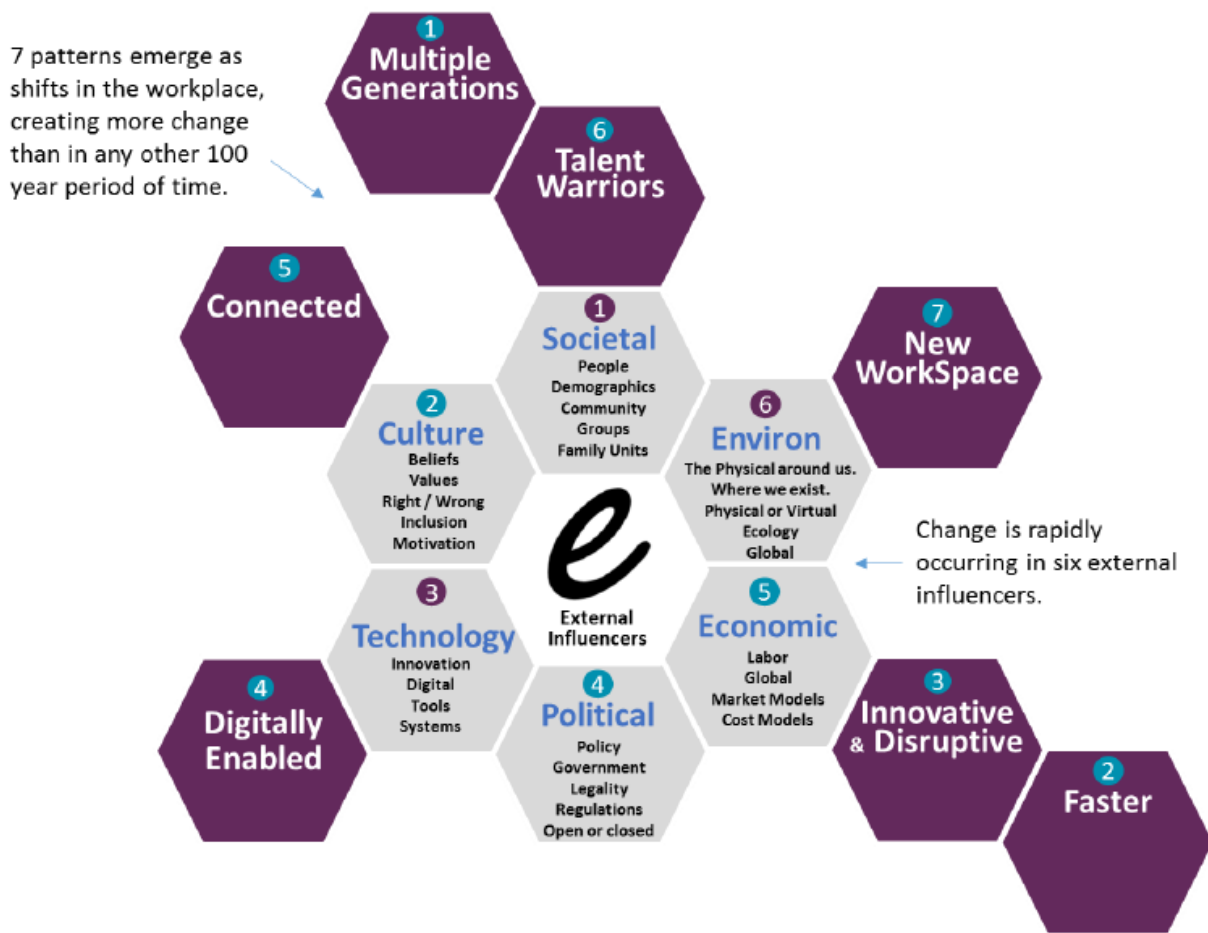 7 patterns emerge as
shifts in the workplace,
creating more change
than in any other 100
year period of time.
1
Multiple
Generations
6
Talent
Warriors
5
Connected
7
New
WorkSpace
1
Societal
People
Demographics
Community
Groups
Family Units
2
Culture
Beliefs
Values
Right / Wrong
Inclusion
Motivation
6
Environ
The Physical around us.
Where we exist.
Physical or Virtual
Ecology
Global
e
External
Influencers
Change is rapidly
occurring in six external
influencers.
3
Technology
Innovation
Digital
Tools
Systems
5
Economic
Labor
Global
Market Models
Cost Models
4
Political
Policy
Government
Legality
Regulations
Open or closed
4
Digitally
Enabled
3
Innovative
& Disruptive
2
Faster